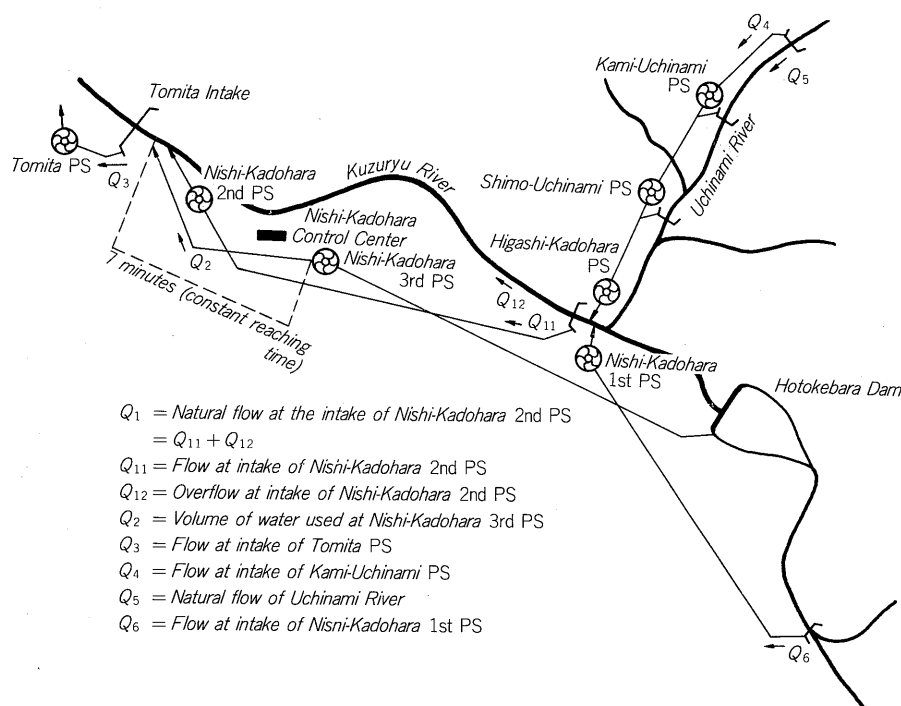 Q4
Q5
Kami-Uchinami
PS
Tomita Intake
Tomita PS
Q3
Nishi-Kadohara
2nd PS
Kuzuryu River
Shimo-Uchinami PS
Uchinami River
Nishi-Kadohara
Control Center
Higashi-Kadohara
PS
Q2
Nishi-Kadohara
3rd PS
Q12
Q11
7 minutes (constant reaching
time)
Nishi-Kadohara
1st PS
Hotokebara Dam
Q1 = Natural flow at the intake of Nishi-Kadohara 2nd PS
= Q11 + Q12
Q11 = Flow at intake of Nishi-Kadohara 2nd PS
Q12 = Overflow at intake of Nishi-Kadohara 2nd PS
Q2 = Volume of water used at Nishi-Kadohara 3rd PS
Q3 = Flow at intake of Tomita PS
Q4 = Flow at intake of Kami-Uchinami PS
Q5 = Natural flow of Uchinami River
Q6 = Flow at intake of Nisni-Kadohara 1st PS
Q6